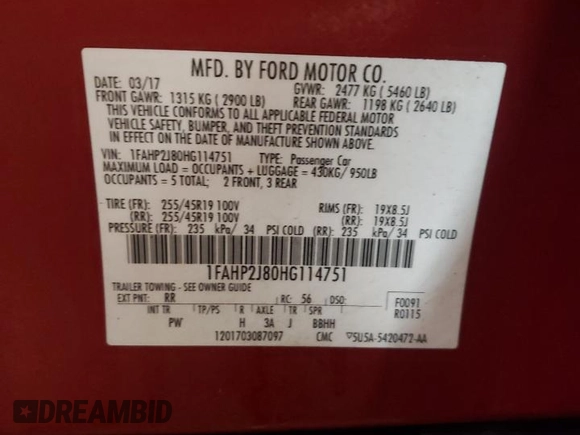 MFD. BY FORD MOTOR CO.
DATE: 03/17 GVWR: 2477 KG ( 5460 LB)
FRONT GAWR: 1315 KG (2900 LB) REAR GAWR: 1198 KG ( 2640 LB)
THIS VEHICLE CONFORMS TO ALL APPLICABLE FEDERAL MOTOR
VEHICLE SAFETY, BUMPER, AND THEFT PREVENTION STANDARDS
IN EFFECT ON THE DATE OF MANUFACTURE SHOWN ABOVE.
VIN: 1FAHP2J80HG114751 TYPE: Passenger Car
MAXIMUM LOAD = OCCUPANTS + LUGGAGE = 430KG/ 950LB
OCCUPANTS = 5 TOTAL; 2 FRONT, 3 REAR
TIRE (FR): 255/45R19 100V RIMS (FR): 19X8.5J
(RR): 255/45R19 100V (RR): 19X8.5J
PRESSURE (FR): 235 kPa/ 34 PSI COLD (RR): 235 kPa/ 34 PSI COLD
1FAHP2J80HG114751
TRAILER TOWING - SEE OWNER GUIDE
EXT PNT: RR RC: 56 DSO: F0091
INT TR TP/PS R AXLE TR SPR R0115
PW H 3A J BBHH
1201703087097 CMC 5U5A-5420472-AA
DREAMBID